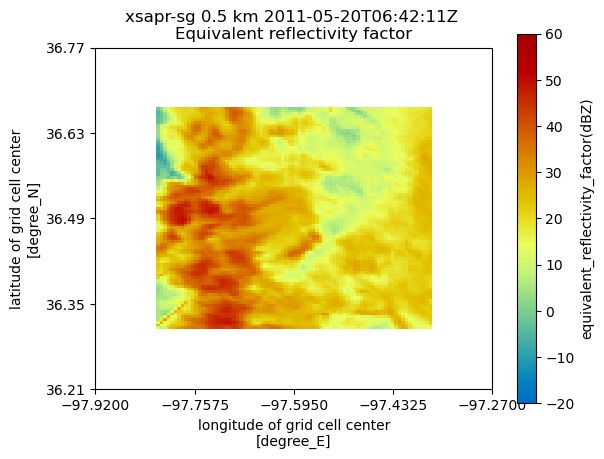 xsapr-sg 0.5 km 2011-05-20T06:42:11Z
Equivalent reflectivity factor
36.77
36.63
36.49
36.35
36.21
latitude of grid cell center
[degree_N]
−97.9200
−97.7575
−97.5950
−97.4325
−97.2700
longitude of grid cell center
[degree_E]
60
50
40
30
20
10
0
−10
−20
equivalent_reflectivity_factor(dBZ)